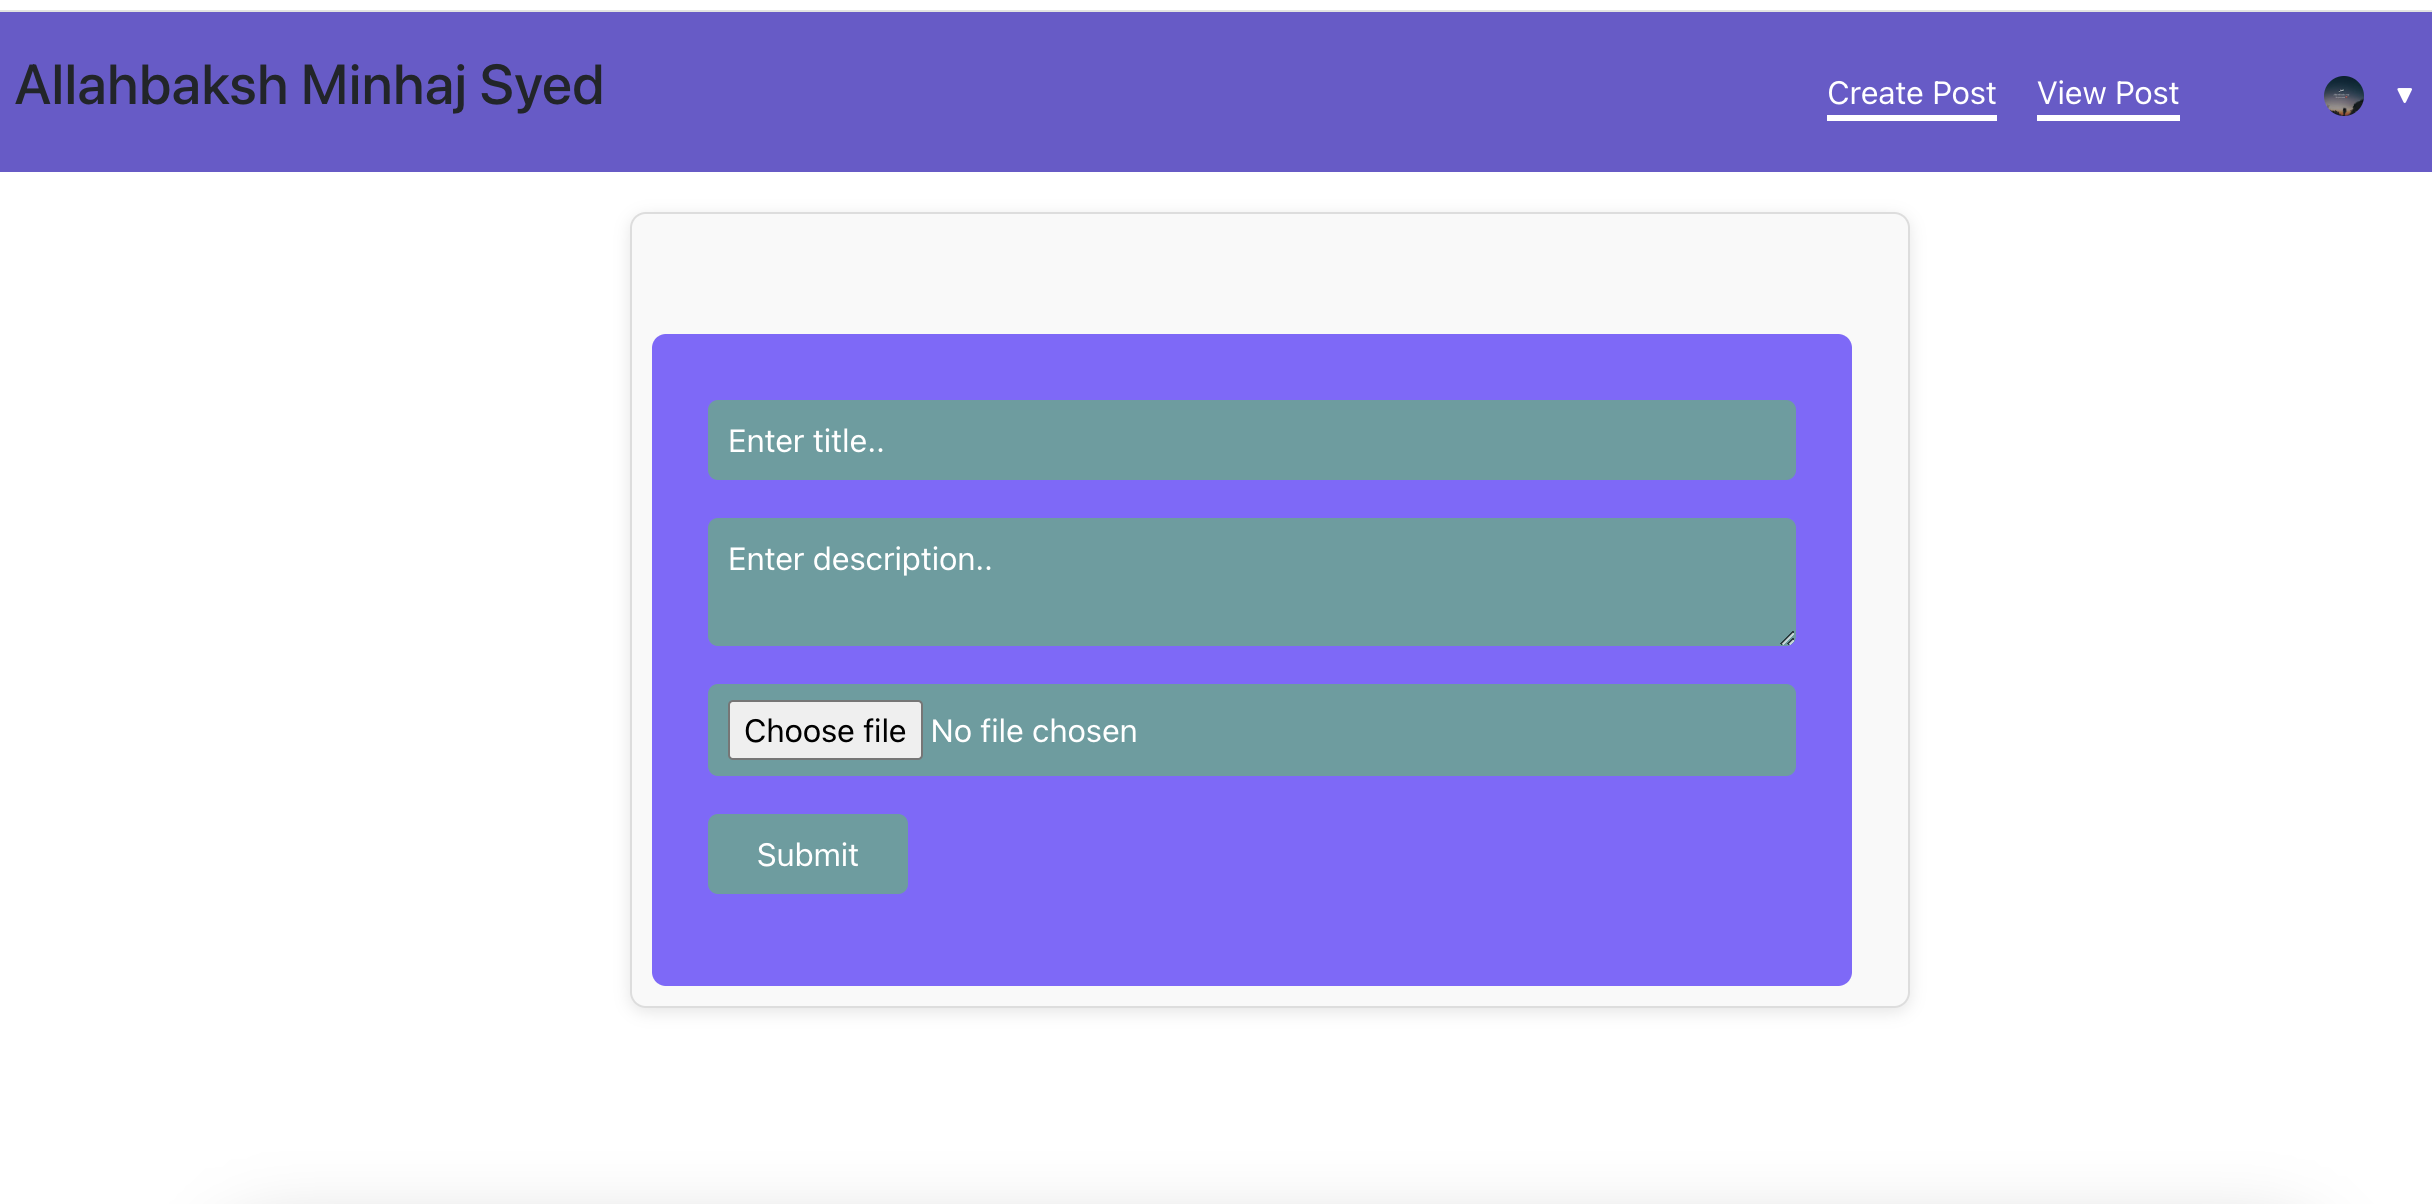 Allahbaksh Minhaj Syed
Create Post View Post
Enter title..
Enter description..
Choose file No file chosen
Submit